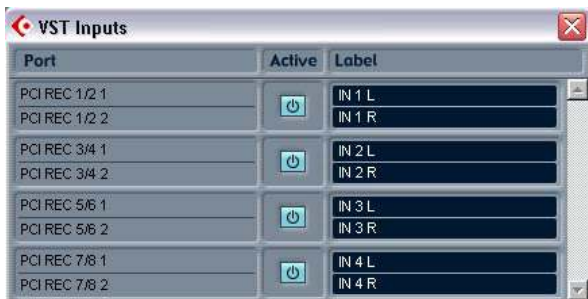 VST Inputs
Port Active Label
PCI REC 1/2 1 IN 1 L
PCI REC 1/2 2 IN 1 R
PCI REC 3/4 1 IN 2 L
PCI REC 3/4 2 IN 2 R
PCI REC 5/6 1 IN 3 L
PCI REC 5/6 2 IN 3 R
PCI REC 7/8 1 IN 4 L
PCI REC 7/8 2 IN 4 R